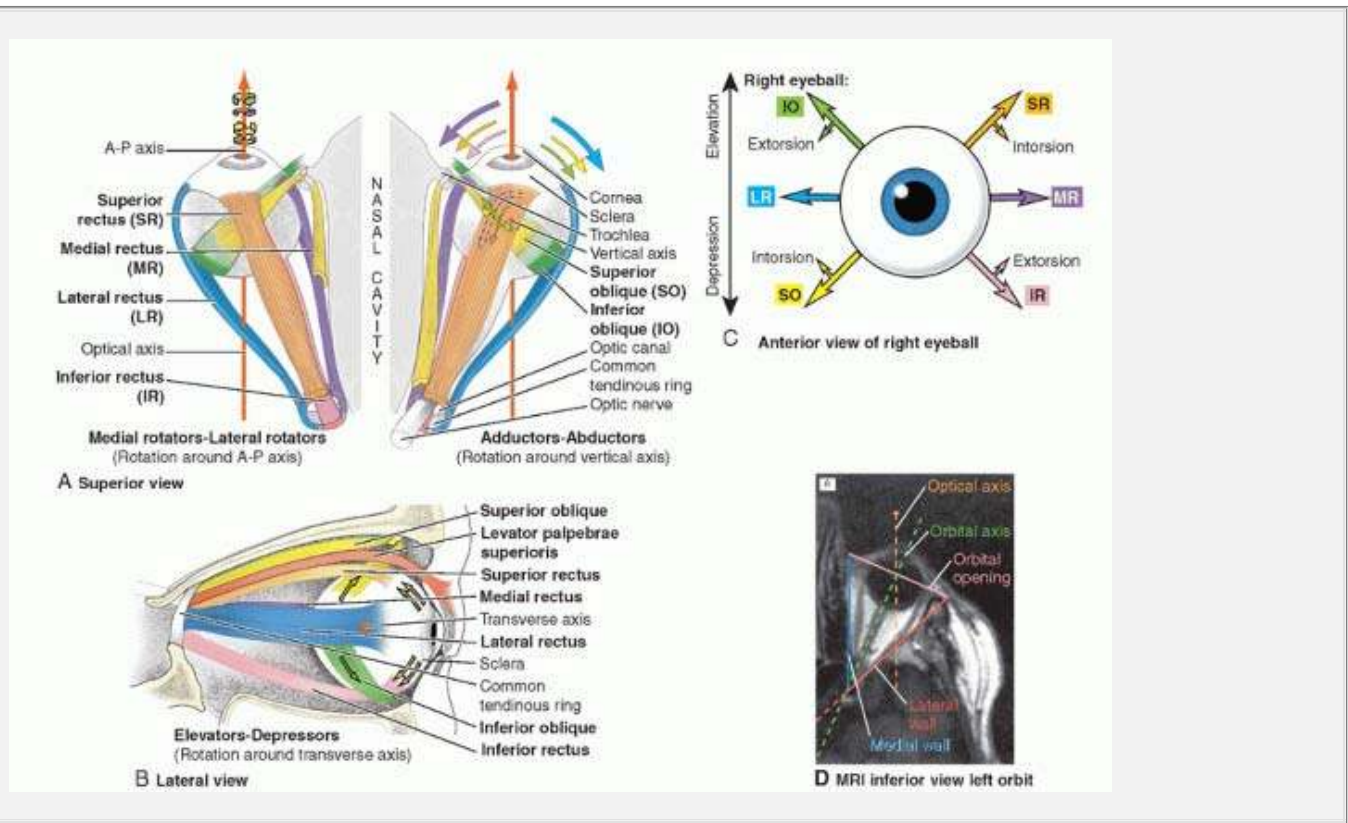 A-P axis
Superior
rectus (SR)
Medial rectus
(MR)
Lateral rectus
(LR)
Optical axis
Inferior rectus
(IR)
Medial rotators-Lateral rotators
(Rotation around A-P axis)
A Superior view
NASAL CAVITY
Cornea
Sclera
Trochlea
Vertical axis
Superior
oblique (SO)
Inferior
oblique (IO)
Optic canal
Common
tendinous ring
Optic nerve
Adductors-Abductors
(Rotation around vertical axis)
Right eyeball:
Elevation
Depression
IO
SR
Extorsion
Intorsion
LR
MR
Intorsion
Extorsion
SO
IR
C Anterior view of right eyeball
Superior oblique
Levator palpebrae
superioris
Superior rectus
Medial rectus
Transverse axis
Lateral rectus
Sclera
Common
tendinous ring
Inferior oblique
Inferior rectus
Elevators-Depressors
(Rotation around transverse axis)
B Lateral view
Optical axis
Orbital axis
Orbital
opening
Lateral
wall
Medial wall
D MRI inferior view left orbit